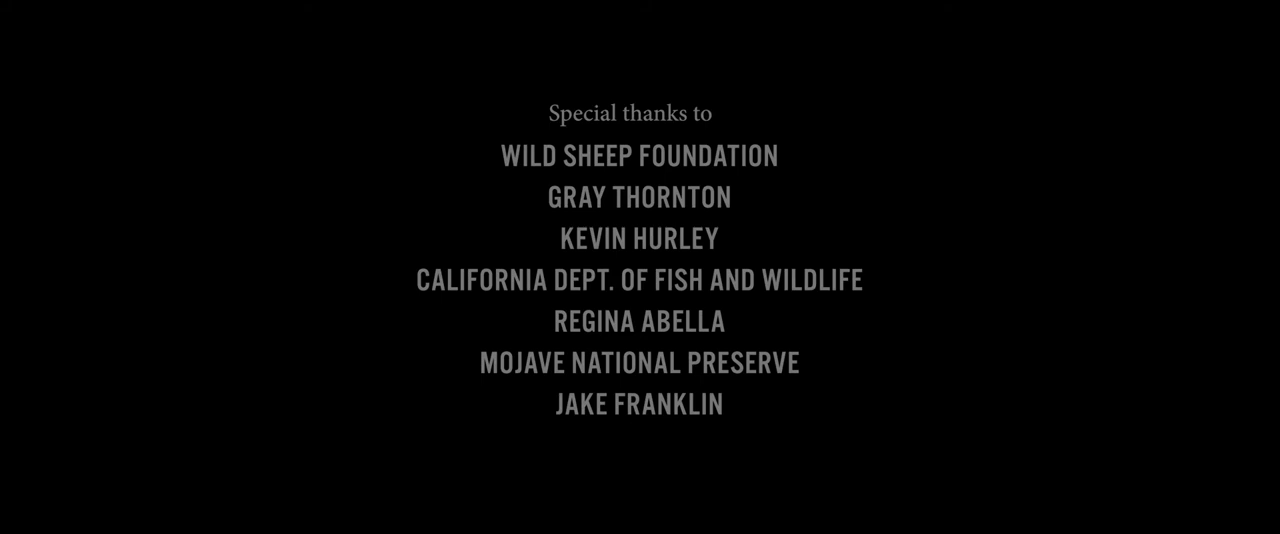 Special thanks to
WILD SHEEP FOUNDATION
GRAY THORNTON
KEVIN HURLEY
CALIFORNIA DEPT. OF FISH AND WILDLIFE
REGINA ABELLA
MOJAVE NATIONAL PRESERVE
JAKE FRANKLIN